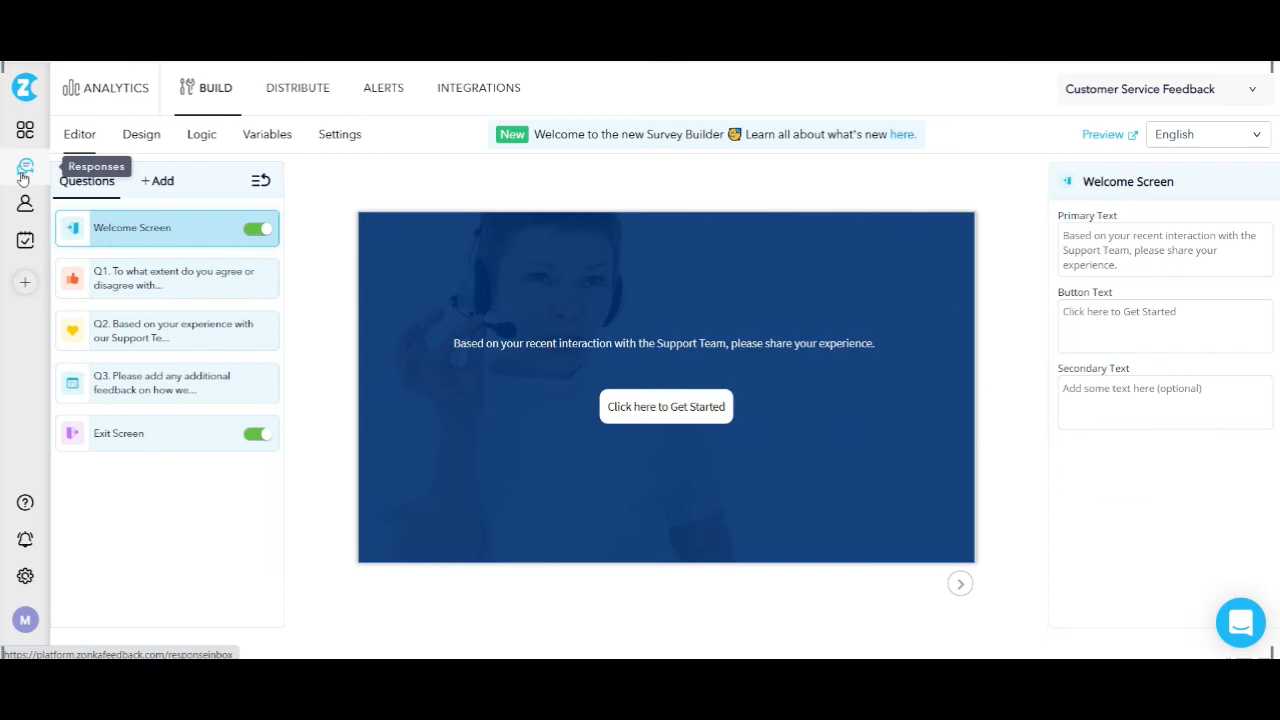 ANALYTICS
BUILD
DISTRIBUTE
ALERTS
INTEGRATIONS
Customer Service Feedback
Editor
Design
Logic
Variables
Settings
New Welcome to the new Survey Builder Learn all about what's new here.
Preview
English
Responses
Questions
+ Add
Welcome Screen
Q1. To what extent do you agree or
disagree with...
Q2. Based on your experience with
our Support Te...
Q3. Please add any additional
feedback on how we...
Exit Screen
Based on your recent interaction with the Support Team, please share your experience.
Click here to Get Started
Welcome Screen
Primary Text
Based on your recent interaction with the
Support Team, please share your
experience.
Button Text
Click here to Get Started
Secondary Text
Add some text here (optional)
M
https://platform.zonkafeedback.com/responseinbox